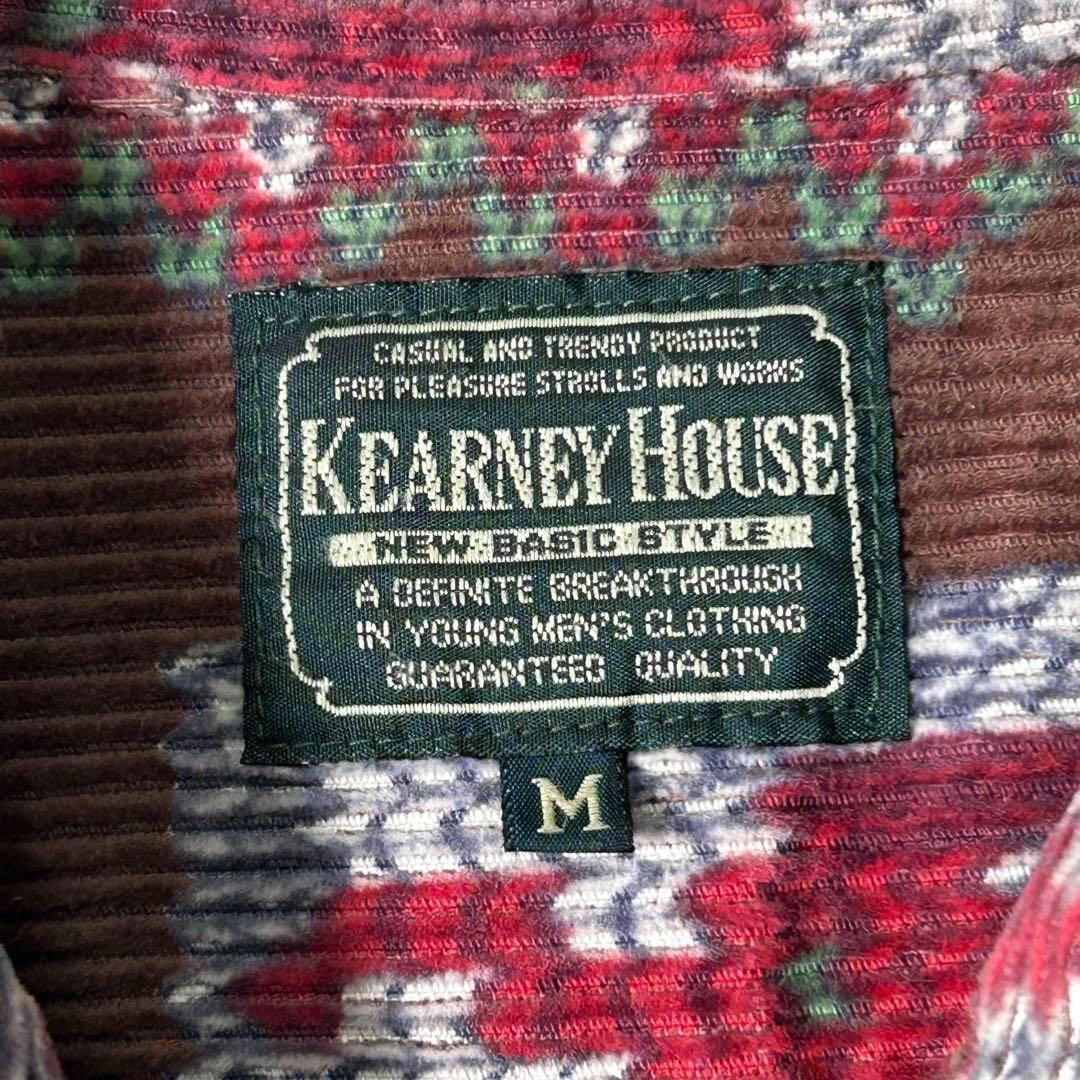 CASUAL AND TRENDY PRODUCT
FOR PLEASURE STROLLS AND WORKS
KEARNEY HOUSE
NEW BASIC STYLE
A DEFINITE BREAKTHROUGH
IN YOUNG MEN'S CLOTHING
GUARANTEED QUALITY
M